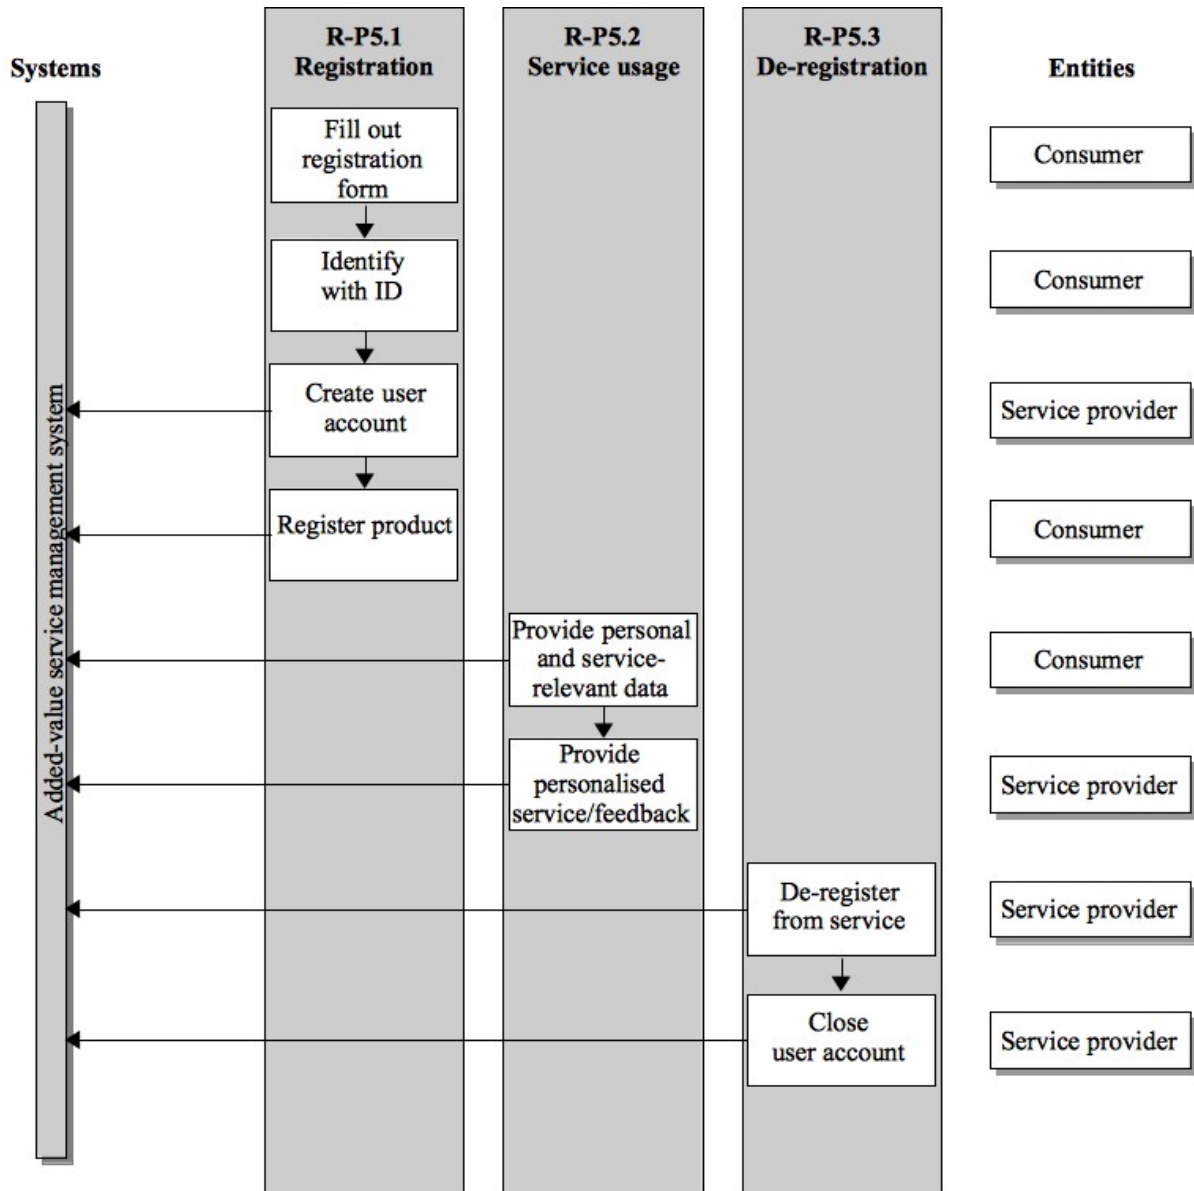 Systems
R-P5.1
Registration
R-P5.2
Service usage
R-P5.3
De-registration
Entities
Added-value service management system
Fill out
registration
form
Consumer
Identify
with ID
Consumer
Create user
account
Service provider
Register product
Consumer
Provide personal
and service-
relevant data
Consumer
Provide
personalised
service/feedback
Service provider
De-register
from service
Service provider
Close
user account
Service provider